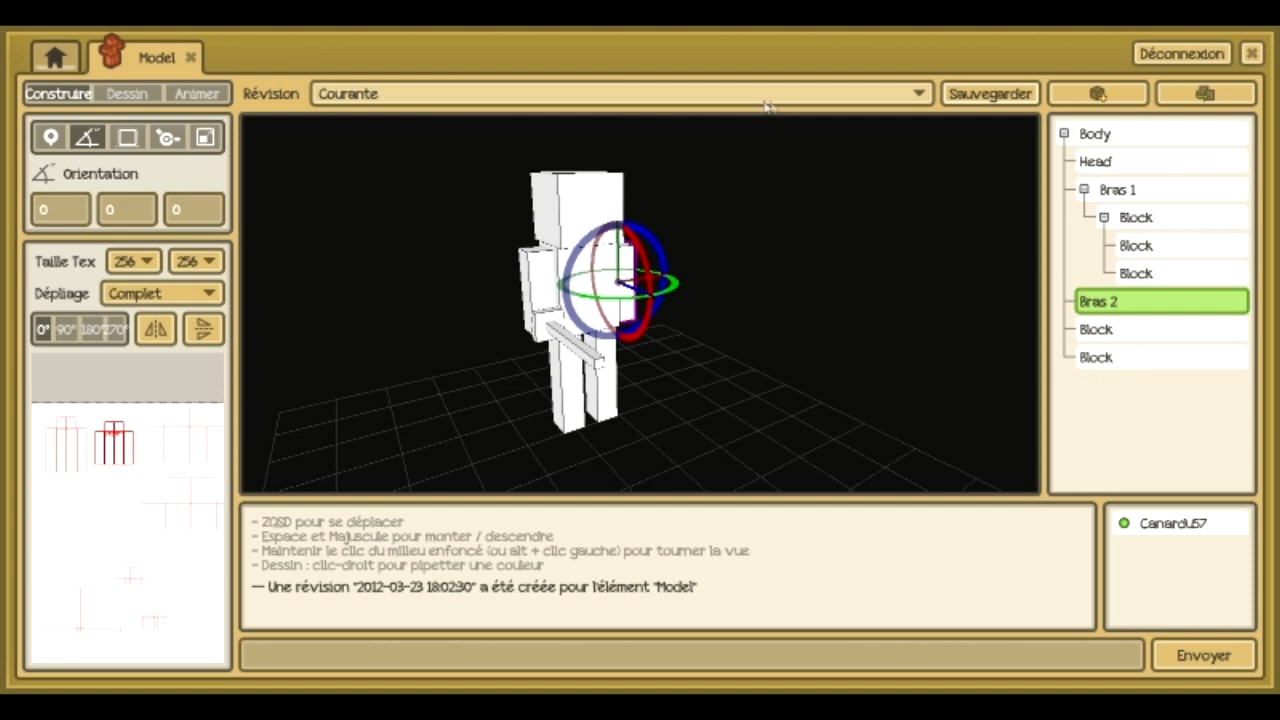 Model
Déconnexion
Construire Dessin Animer
Révision Courante Sauvegarder
Orientation
0 0 0
Taille Tex 256 256
Dépliage Complet
0° 90° 180° 270°
Body
Head
Bras 1
Block
Block
Block
Bras 2
Block
Block
- ZQSD pour se déplacer
- Espace et Majuscule pour monter / descendre
- Maintenir le clic du milieu enfoncé (ou alt + clic gauche) pour tourner la vue
- Dessin : clic-droit pour pipetter une couleur
— Une révision "2012-03-23 18:02:30" a été créée pour l'élément "Model"
Canardu57
Envoyer